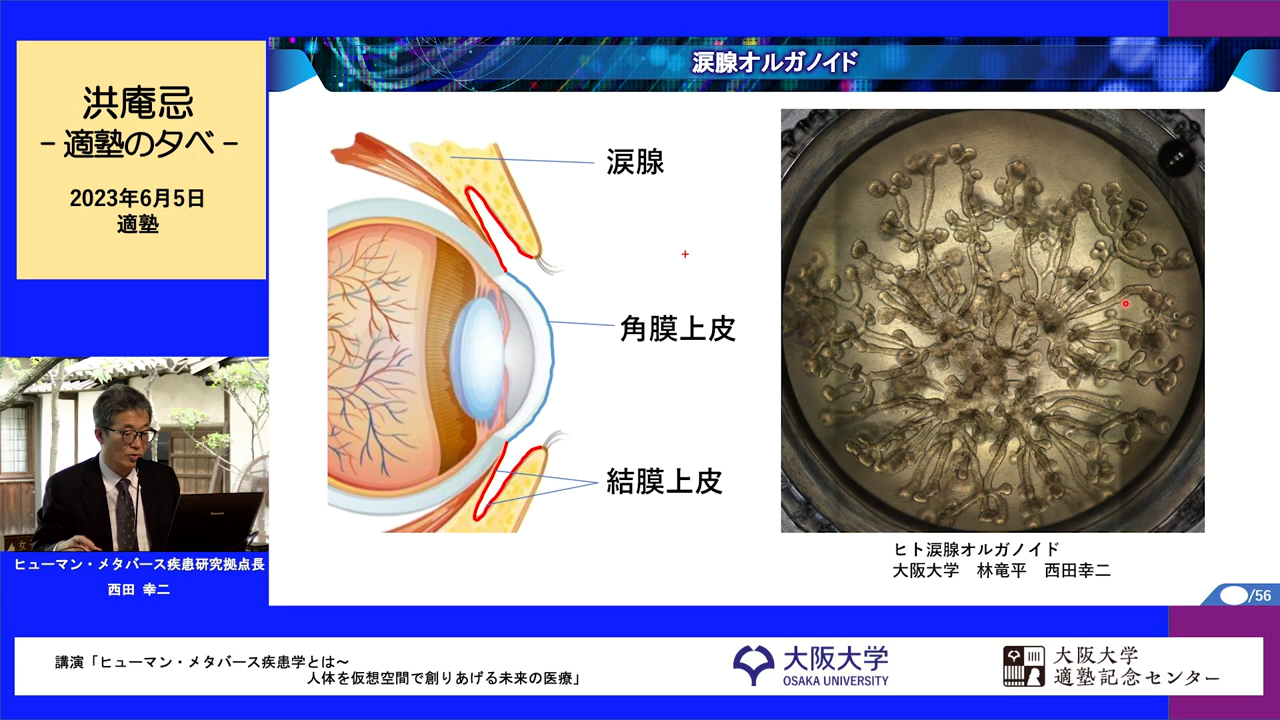 洪庵忌
- 適塾の夕べ -
2023年6月5日
適塾
涙腺オルガノイド
涙腺
角膜上皮
結膜上皮
ヒト涙腺オルガノイド
大阪大学 林竜平 西田幸二
/56
ヒューマン・メタバース疾患研究拠点長
西田 幸二
講演「ヒューマン・メタバース疾患学とは～
人体を仮想空間で創りあげる未来の医療」
大阪大学
OSAKA UNIVERSITY
大阪大学
適塾記念センター